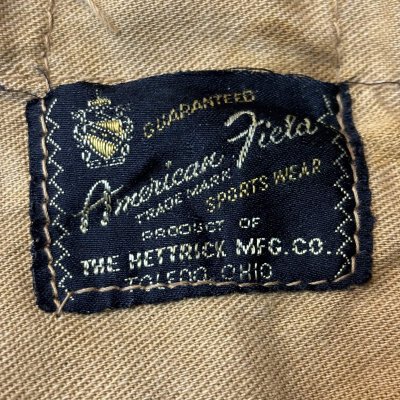 GUARANTEED
American Field
TRADE MARK SPORTS WEAR
PRODUCT OF
THE HETTRICK MFG. CO.,
TOLEDO, OHIO